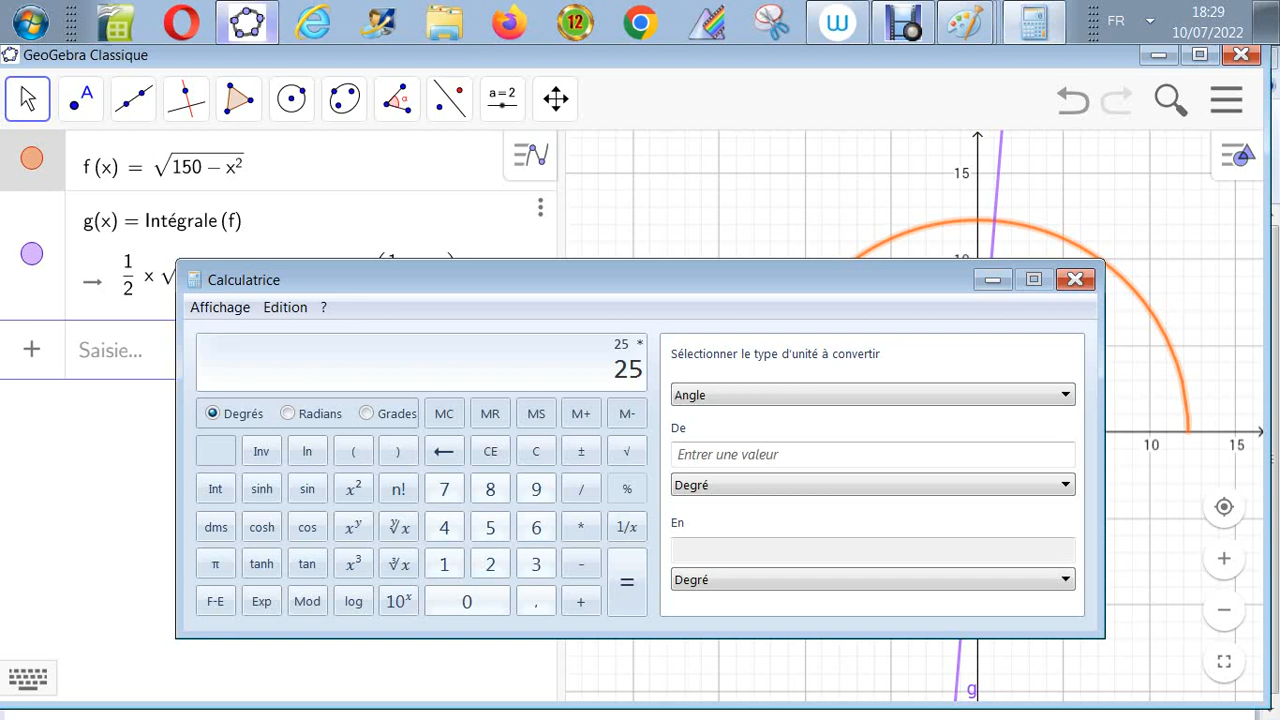 12
W
FR
18:29
10/07/2022
GeoGebra Classique
A
α
a=2
f (x) = √150 − x²
g(x) = Intégrale (f)
→ 1/2 x √
(1
Saisie...
15
10
10
15
g
Calculatrice
Affichage Edition ?
25 *
25
Degrés Radians Grades MC MR MS M+ M-
Inv ln ( ) ← CE C ± √
Int sinh sin x² n! 7 8 9 / %
dms cosh cos xʸ ʸ√x 4 5 6 * 1/x
π tanh tan x³ ³√x 1 2 3 - =
F-E Exp Mod log 10ˣ 0 , +
Sélectionner le type d'unité à convertir
Angle
De
Entrer une valeur
Degré
En
Degré